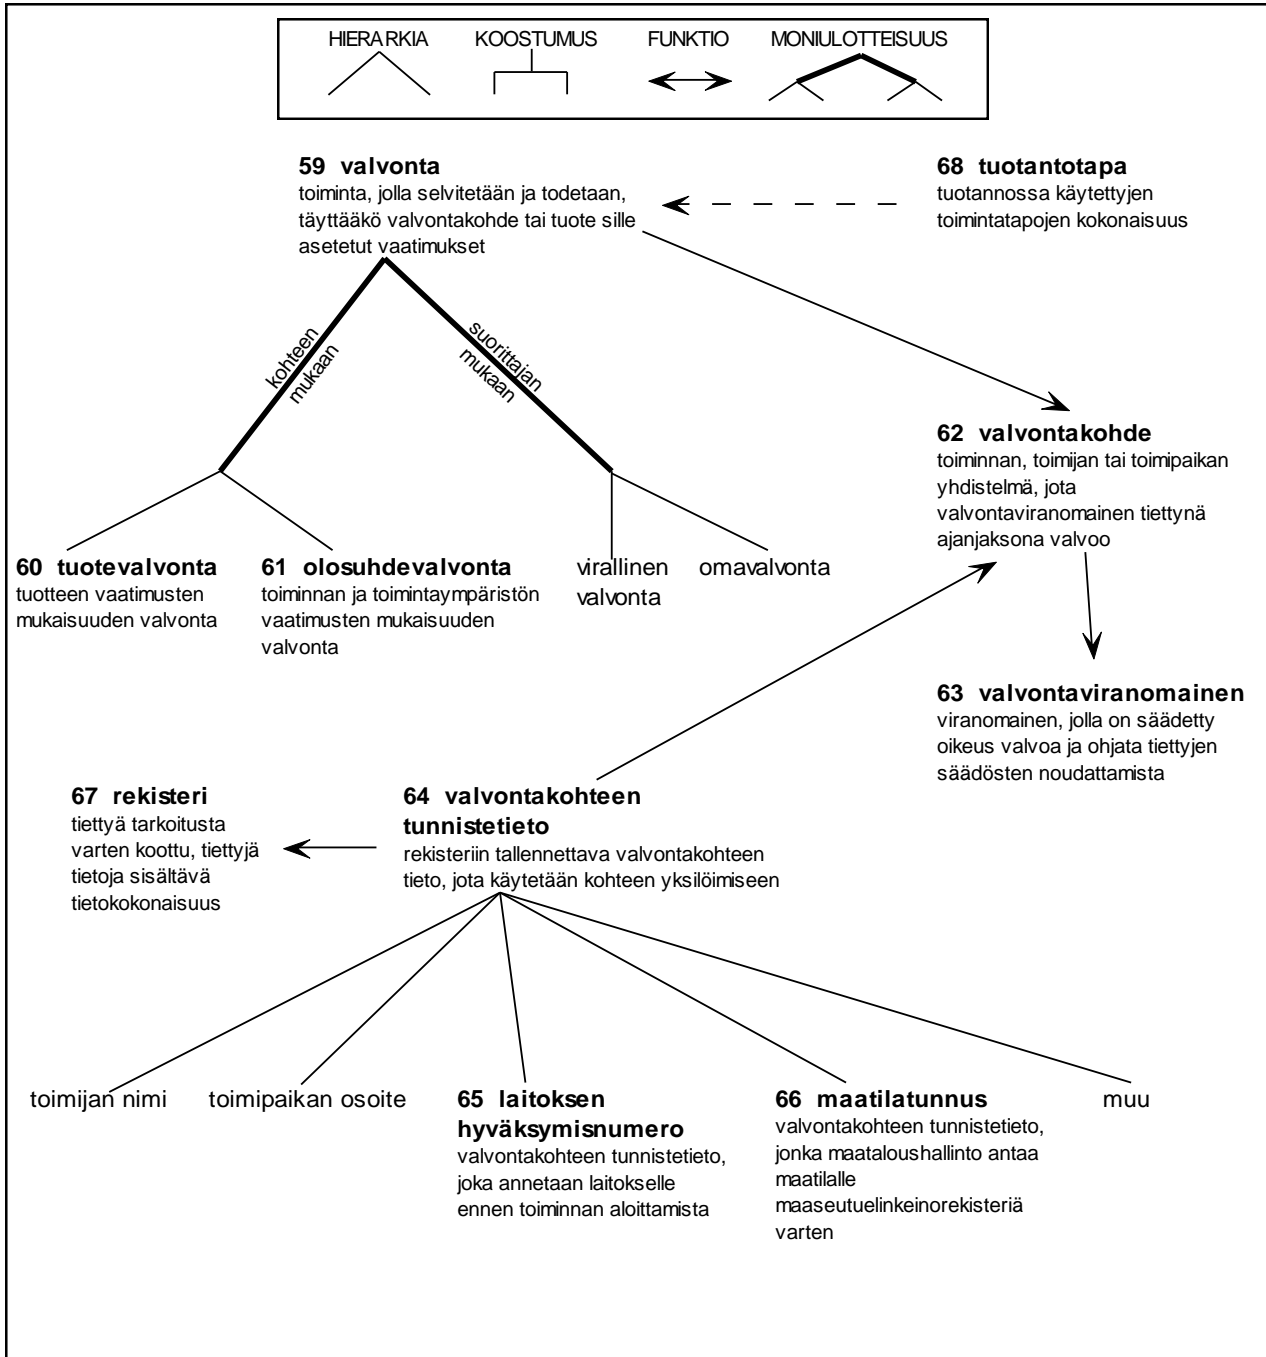 HIERARKIA KOOSTUMUS FUNKTIO MONIULOTTEISUUS
59 valvonta
toiminta, jolla selvitetään ja todetaan,
täyttääkö valvontakohde tai tuote sille
asetetut vaatimukset
68 tuotantotapa
tuotannossa käytettyjen
toimintatapojen kokonaisuus
kohteen
mukaan
suorittajan
mukaan
62 valvontakohde
toiminnan, toimijan tai toimipaikan
yhdistelmä, jota
valvontaviranomainen tiettynä
ajanjaksona valvoo
60 tuotevalvonta
tuotteen vaatimusten
mukaisuuden valvonta
61 olosuhdevalvonta
toiminnan ja toimintaympäristön
vaatimusten mukaisuuden
valvonta
virallinen
valvonta
omavalvonta
63 valvontaviranomainen
viranomainen, jolla on säädetty
oikeus valvoa ja ohjata tiettyjen
säädösten noudattamista
67 rekisteri
tiettyä tarkoitusta
varten koottu, tiettyjä
tietoja sisältävä
tietokokonaisuus
64 valvontakohteen
tunnistetieto
rekisteriin tallennettava valvontakohteen
tieto, jota käytetään kohteen yksilöimiseen
toimijan nimi
toimipaikan osoite
65 laitoksen
hyväksymisnumero
valvontakohteen tunnistetieto,
joka annetaan laitokselle
ennen toiminnan aloittamista
66 maatilatunnus
valvontakohteen tunnistetieto,
jonka maataloushallinto antaa
maatilalle
maaseutuelinkeinorekisteriä
varten
muu